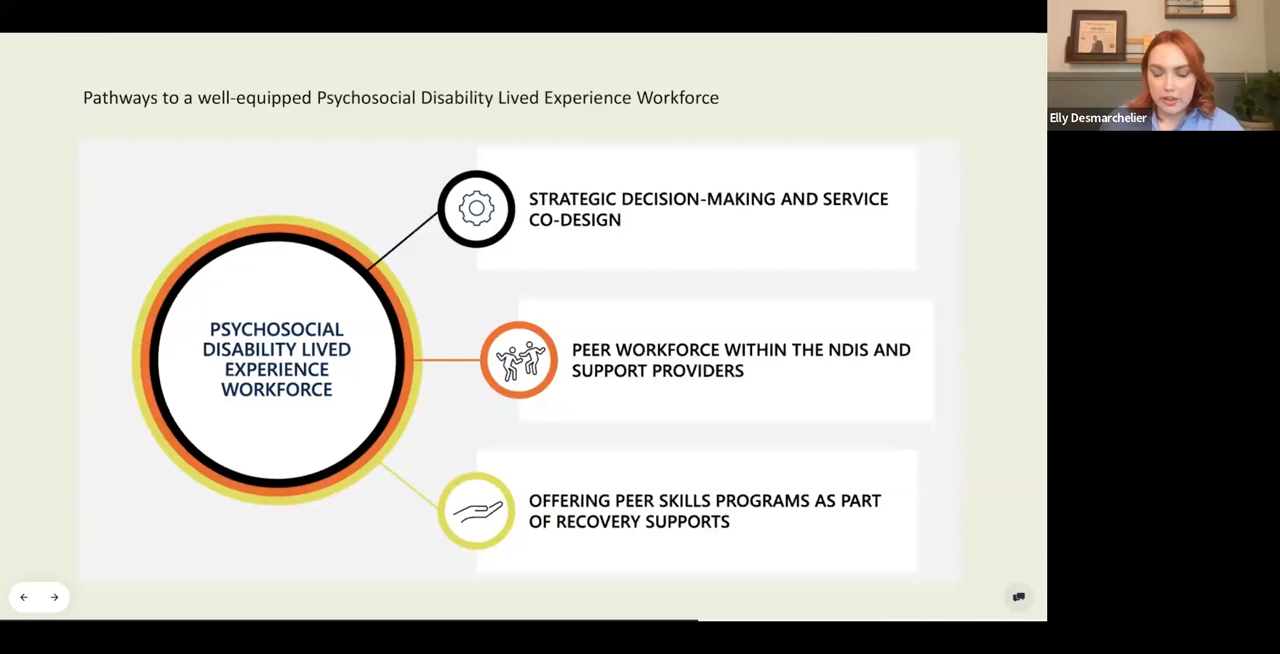 Pathways to a well-equipped Psychosocial Disability Lived Experience Workforce
PSYCHOSOCIAL
DISABILITY LIVED
EXPERIENCE
WORKFORCE
STRATEGIC DECISION-MAKING AND SERVICE
CO-DESIGN
PEER WORKFORCE WITHIN THE NDIS AND
SUPPORT PROVIDERS
OFFERING PEER SKILLS PROGRAMS AS PART
OF RECOVERY SUPPORTS
Elly Desmarchelier